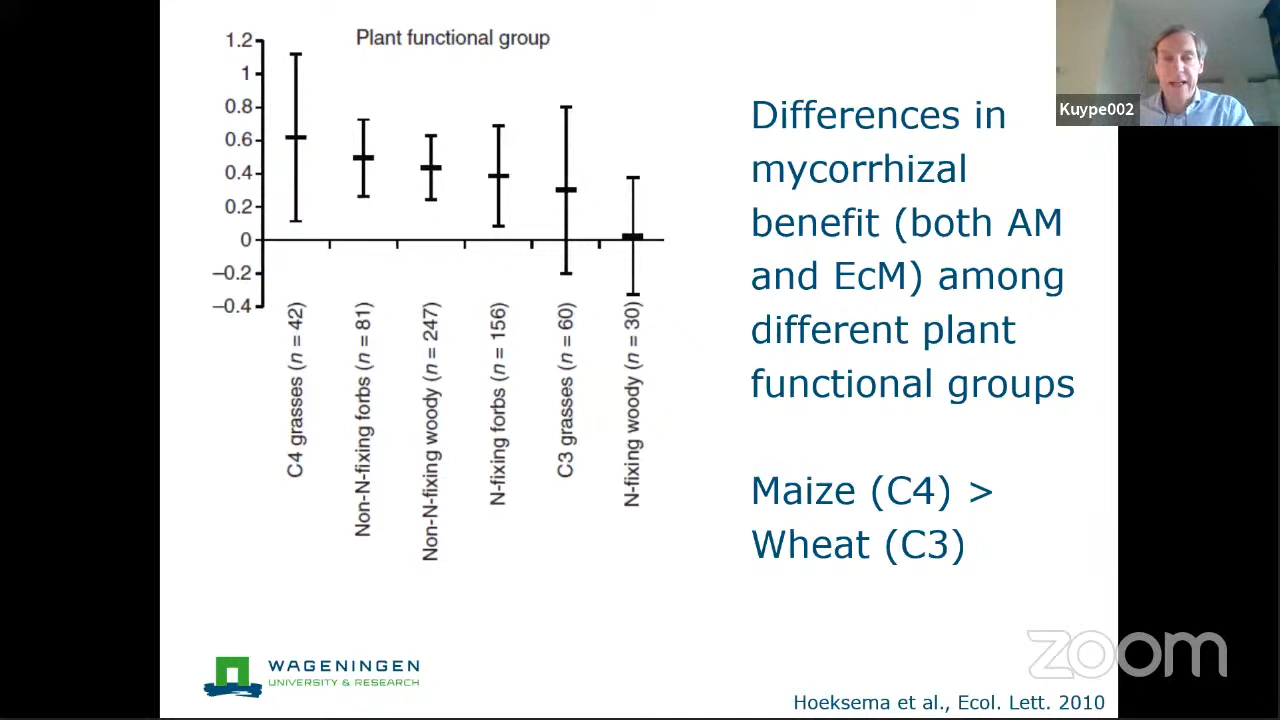 Plant functional group
1.2
1
0.8
0.6
0.4
0.2
0
−0.2
−0.4
C4 grasses (n = 42)
Non-N-fixing forbs (n = 81)
Non-N-fixing woody (n = 247)
N-fixing forbs (n = 156)
C3 grasses (n = 60)
N-fixing woody (n = 30)
Differences in
mycorrhizal
benefit (both AM
and EcM) among
different plant
functional groups
Maize (C4) >
Wheat (C3)
Kuype002
WAGENINGEN
UNIVERSITY & RESEARCH
zoom
Hoeksema et al., Ecol. Lett. 2010